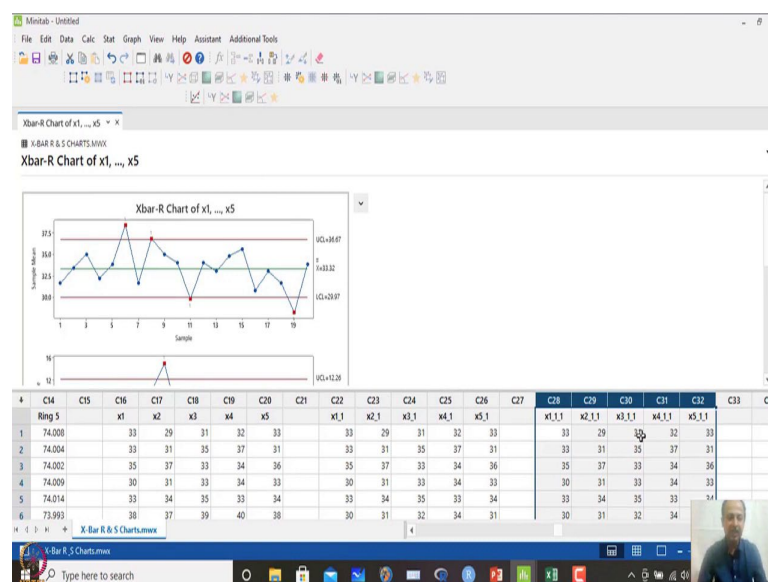 Minitab - Untitled
File Edit Data Calc Stat Graph View Help Assistant Additional Tools
Xbar-R Chart of x1, ..., x5
X-BAR R & S CHARTS.MWX
Xbar-R Chart of x1, ..., x5
Xbar-R Chart of x1, ..., x5
37.5
35.0
32.5
30.0
Sample Mean
UCL=36.67
X=33.32
LCL=29.97
1 3 5 7 9 11 13 15 17 19
Sample
16
12
UCL=12.26
C14 C15 C16 C17 C18 C19 C20 C21 C22 C23 C24 C25 C26 C27 C28 C29 C30 C31 C32 C33
Ring 5 x1 x2 x3 x4 x5 x1_1 x2_1 x3_1 x4_1 x5_1 x1_1_1 x2_1_1 x3_1_1 x4_1_1 x5_1_1
1 74.008 33 29 31 32 33 33 29 31 32 33 33 29 32 33
2 74.004 33 31 35 37 31 33 31 35 37 31 33 31 35 37 31
3 74.002 35 37 33 34 36 35 37 33 34 36 35 37 33 34 36
4 74.009 30 31 33 34 33 30 31 33 34 33 30 31 33 34 33
5 74.014 33 34 35 33 34 33 34 35 33 34 33 34 35 33 34
6 73.993 38 37 39 40 38 30 31 32 34 31 30 31 32 34
X-Bar R & S Charts.mwx
X-Bar R _S Charts.mwx
Type here to search